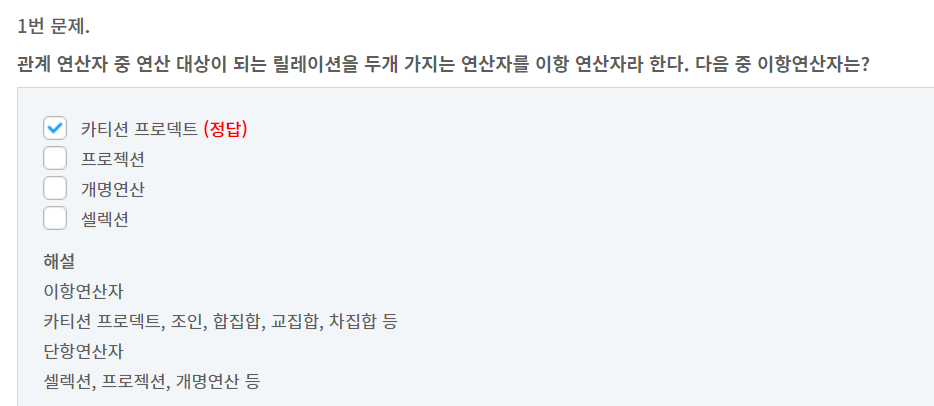 1번 문제.
관계 연산자 중 연산 대상이 되는 릴레이션을 두개 가지는 연산자를 이항 연산자라 한다. 다음 중 이항연산자는?
카티션 프로덱트 (정답)
프로젝션
개명연산
셀렉션
해설
이항연산자
카티션 프로덱트, 조인, 합집합, 교집합, 차집합 등
단항연산자
셀렉션, 프로젝션, 개명연산 등